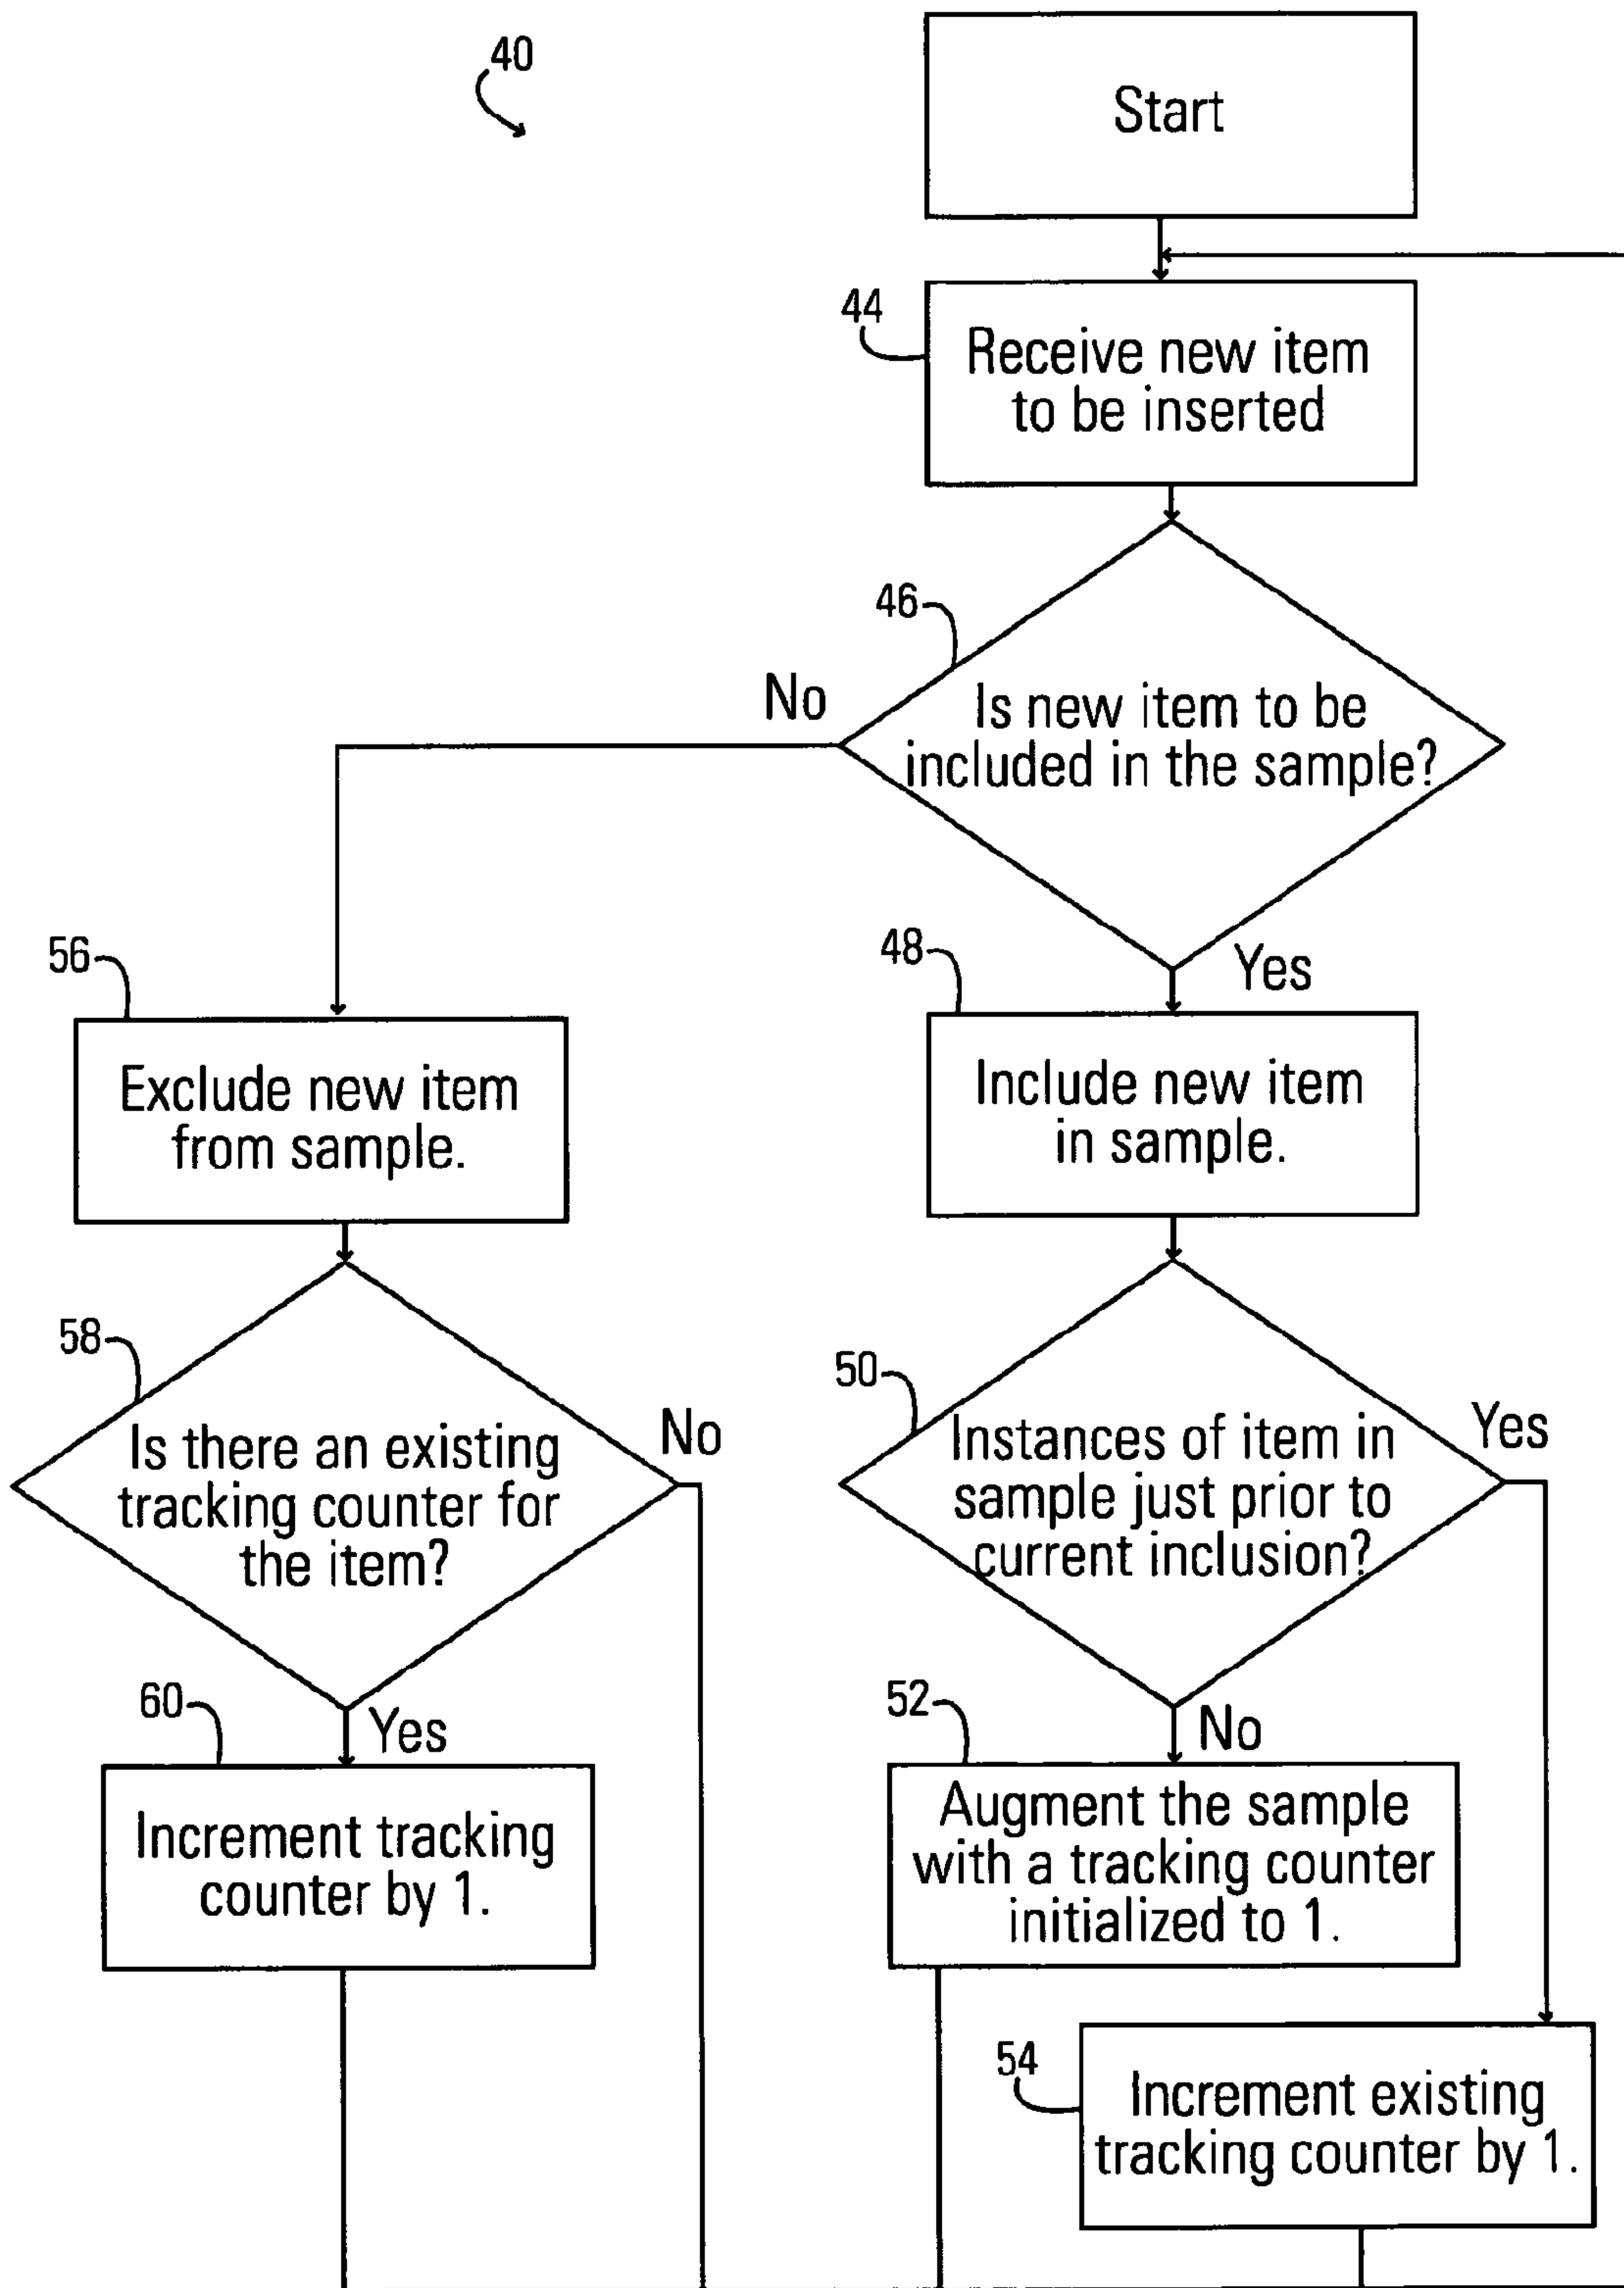 40
Start
44
Receive new item
to be inserted
46
No
Is new item to be
included in the sample?
Yes
56
Exclude new item
from sample.
48
Include new item
in sample.
58
Is there an existing
tracking counter for
the item?
No
Yes
50
Instances of item in
sample just prior to
current inclusion?
Yes
No
60
Increment tracking
counter by 1.
52
Augment the sample
with a tracking counter
initialized to 1.
54
Increment existing
tracking counter by 1.